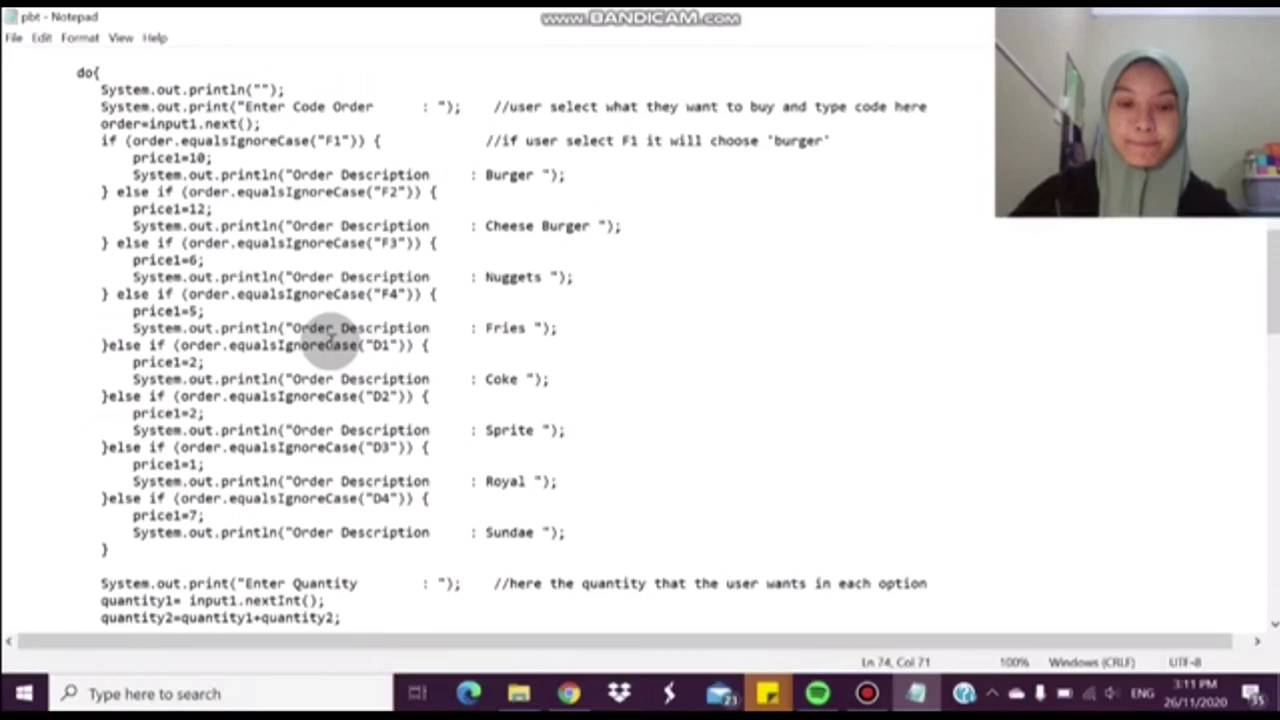 pbt - Notepad
www.BANDICAM.com
File Edit Format View Help
do{
System.out.println("");
System.out.print("Enter Code Order : "); //user select what they want to buy and type code here
order=input1.next();
if (order.equalsIgnoreCase("F1")) { //if user select F1 it will choose 'burger'
price1=10;
System.out.println("Order Description : Burger ");
} else if (order.equalsIgnoreCase("F2")) {
price1=12;
System.out.println("Order Description : Cheese Burger ");
} else if (order.equalsIgnoreCase("F3")) {
price1=6;
System.out.println("Order Description : Nuggets ");
} else if (order.equalsIgnoreCase("F4")) {
price1=5;
System.out.println("Order Description : Fries ");
}else if (order.equalsIgnoreCase("D1")) {
price1=2;
System.out.println("Order Description : Coke ");
}else if (order.equalsIgnoreCase("D2")) {
price1=2;
System.out.println("Order Description : Sprite ");
}else if (order.equalsIgnoreCase("D3")) {
price1=1;
System.out.println("Order Description : Royal ");
}else if (order.equalsIgnoreCase("D4")) {
price1=7;
System.out.println("Order Description : Sundae ");
}
System.out.print("Enter Quantity : "); //here the quantity that the user wants in each option
quantity1= input1.nextInt();
quantity2=quantity1+quantity2;
Ln 74, Col 71 100% Windows (CRLF) UTF-8
Type here to search
23
ENG
3:11 PM
26/11/2020
35